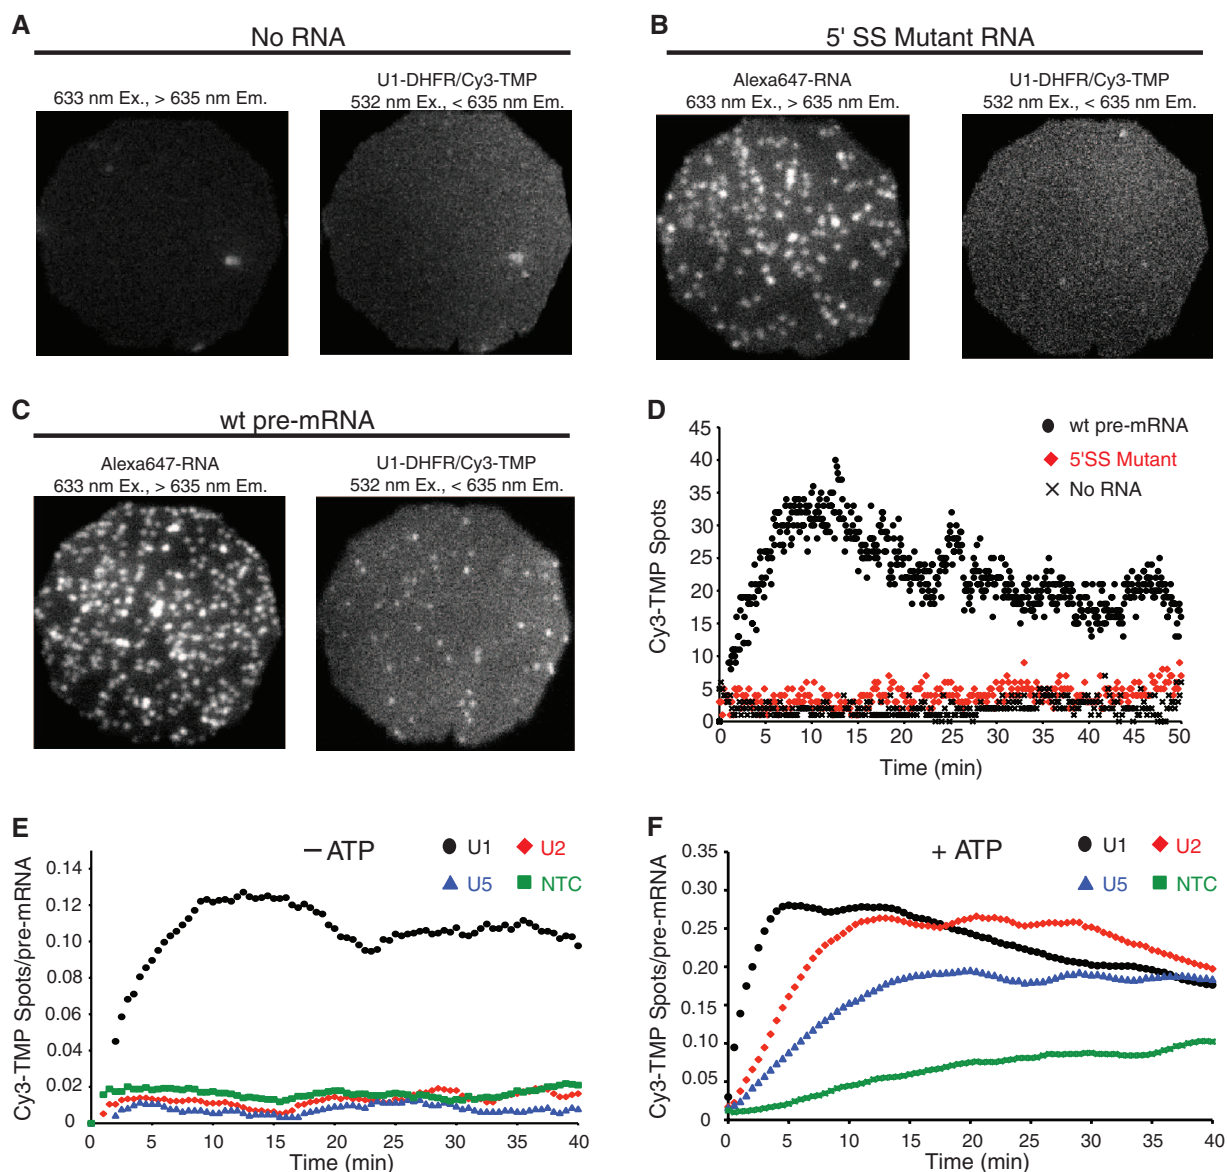 A
No RNA
633 nm Ex., > 635 nm Em.
U1-DHFR/Cy3-TMP
532 nm Ex., < 635 nm Em.
B
5' SS Mutant RNA
Alexa647-RNA
633 nm Ex., > 635 nm Em.
U1-DHFR/Cy3-TMP
532 nm Ex., < 635 nm Em.
C
wt pre-mRNA
Alexa647-RNA
633 nm Ex., > 635 nm Em.
U1-DHFR/Cy3-TMP
532 nm Ex., < 635 nm Em.
D
wt pre-mRNA
5'SS Mutant
No RNA
Cy3-TMP Spots
45
40
35
30
25
20
15
10
5
0
0 5 10 15 20 25 30 35 40 45 50
Time (min)
E
– ATP
U1 U2
U5 NTC
Cy3-TMP Spots/pre-mRNA
0.14
0.12
0.10
0.08
0.06
0.04
0.02
0
0 5 10 15 20 25 30 35 40
Time (min)
F
+ ATP
U1 U2
U5 NTC
Cy3-TMP Spots/pre-mRNA
0.35
0.30
0.25
0.20
0.15
0.10
0.05
0
0 5 10 15 20 25 30 35 40
Time (min)